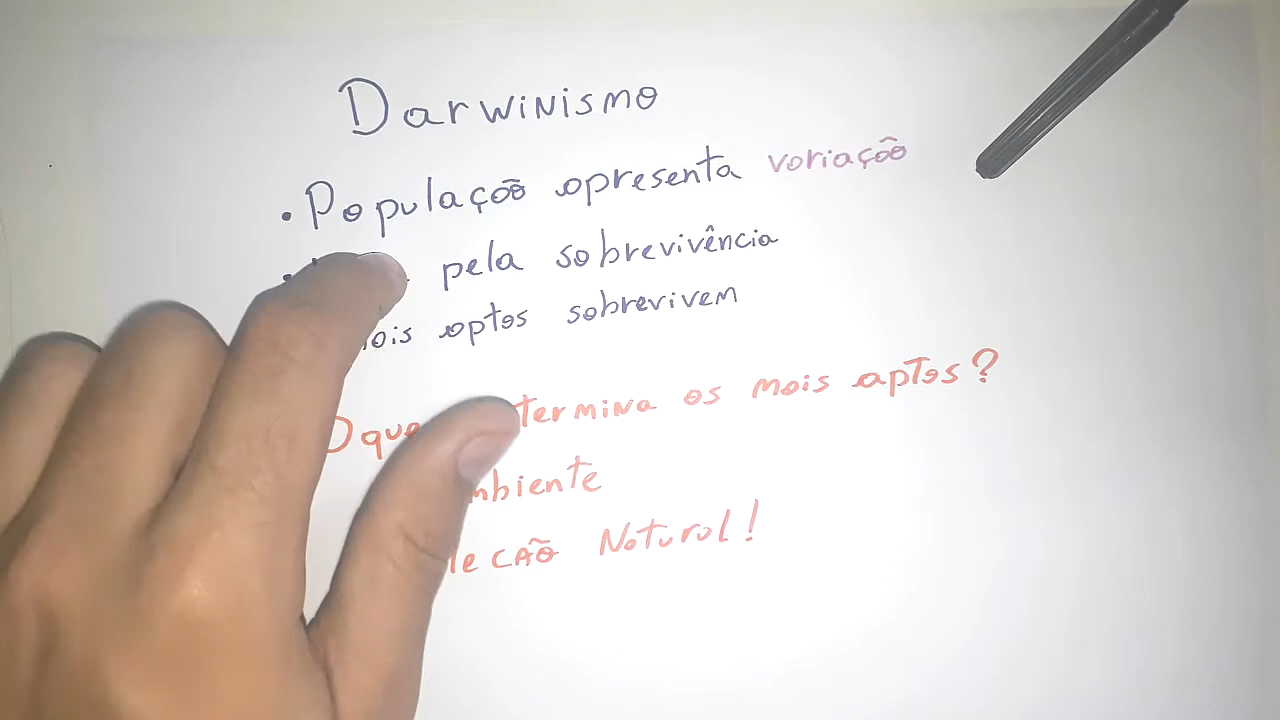 Darwinismo
• População apresenta variação
• pela sobrevivência
aptos sobrevivem
O que os mais aptos?
Natural!